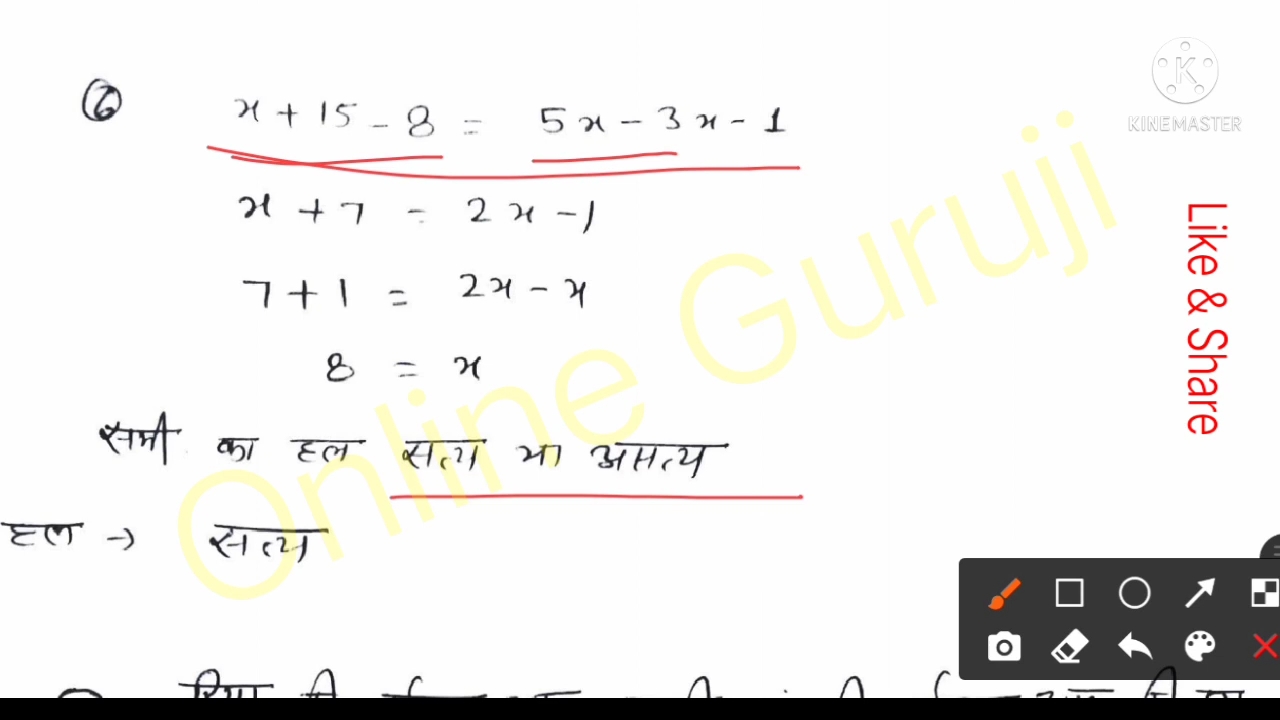 ⑥ x + 15 - 8 = 5x - 3x - 1
x + 7 = 2x - 1
7 + 1 = 2x - x
8 = x
सभी का हल सत्य या असत्य
हल → सत्य
KINEMASTER
Like & Share
Online Guruji